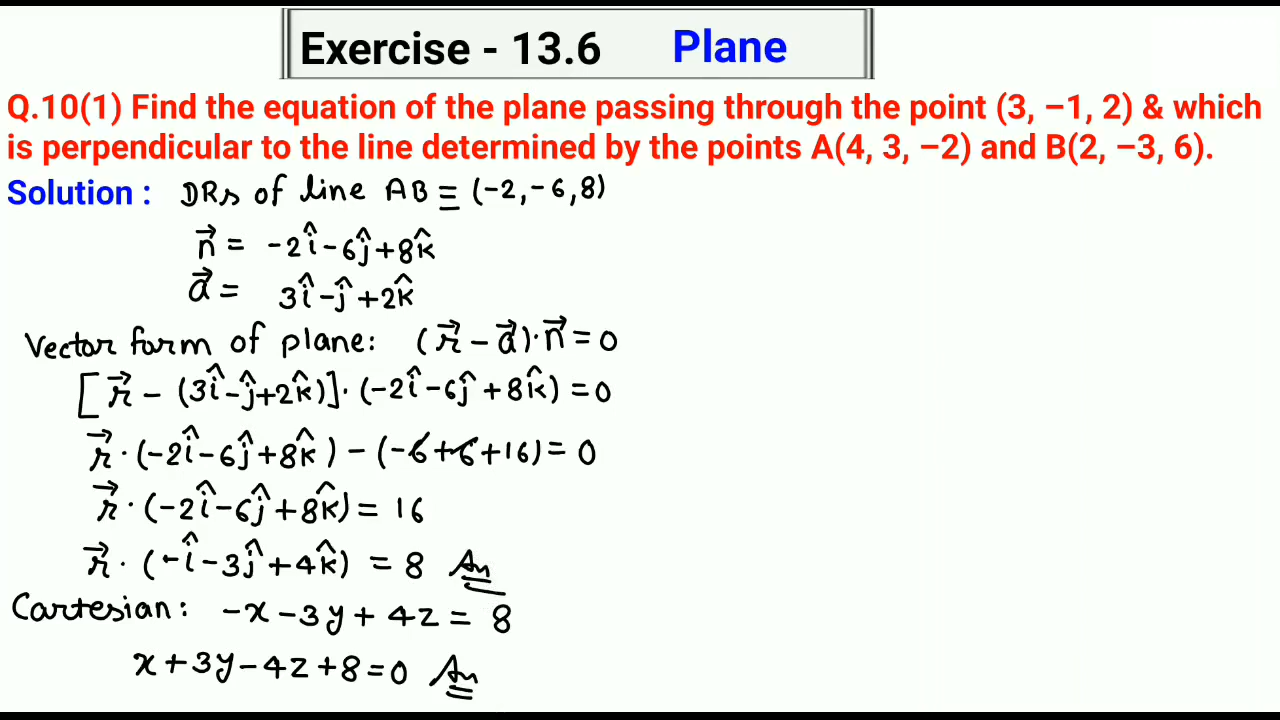 Exercise - 13.6 Plane
Q.10(1) Find the equation of the plane passing through the point (3, −1, 2) & which
is perpendicular to the line determined by the points A(4, 3, −2) and B(2, −3, 6).
Solution : DRs of line AB ≡ (-2,-6,8)
n⃗ = -2î-6ĵ+8k̂
a⃗ = 3î-ĵ+2k̂
Vector form of plane: (r⃗ - a⃗)·n⃗ = 0
[r⃗ - (3î-ĵ+2k̂)]·(-2î-6ĵ+8k̂) = 0
r⃗·(-2î-6ĵ+8k̂) - (-6+6+16) = 0
r⃗·(-2î-6ĵ+8k̂) = 16
r⃗·(-î-3ĵ+4k̂) = 8 An
Cartesian: -x-3y+4z = 8
x+3y-4z+8=0 An